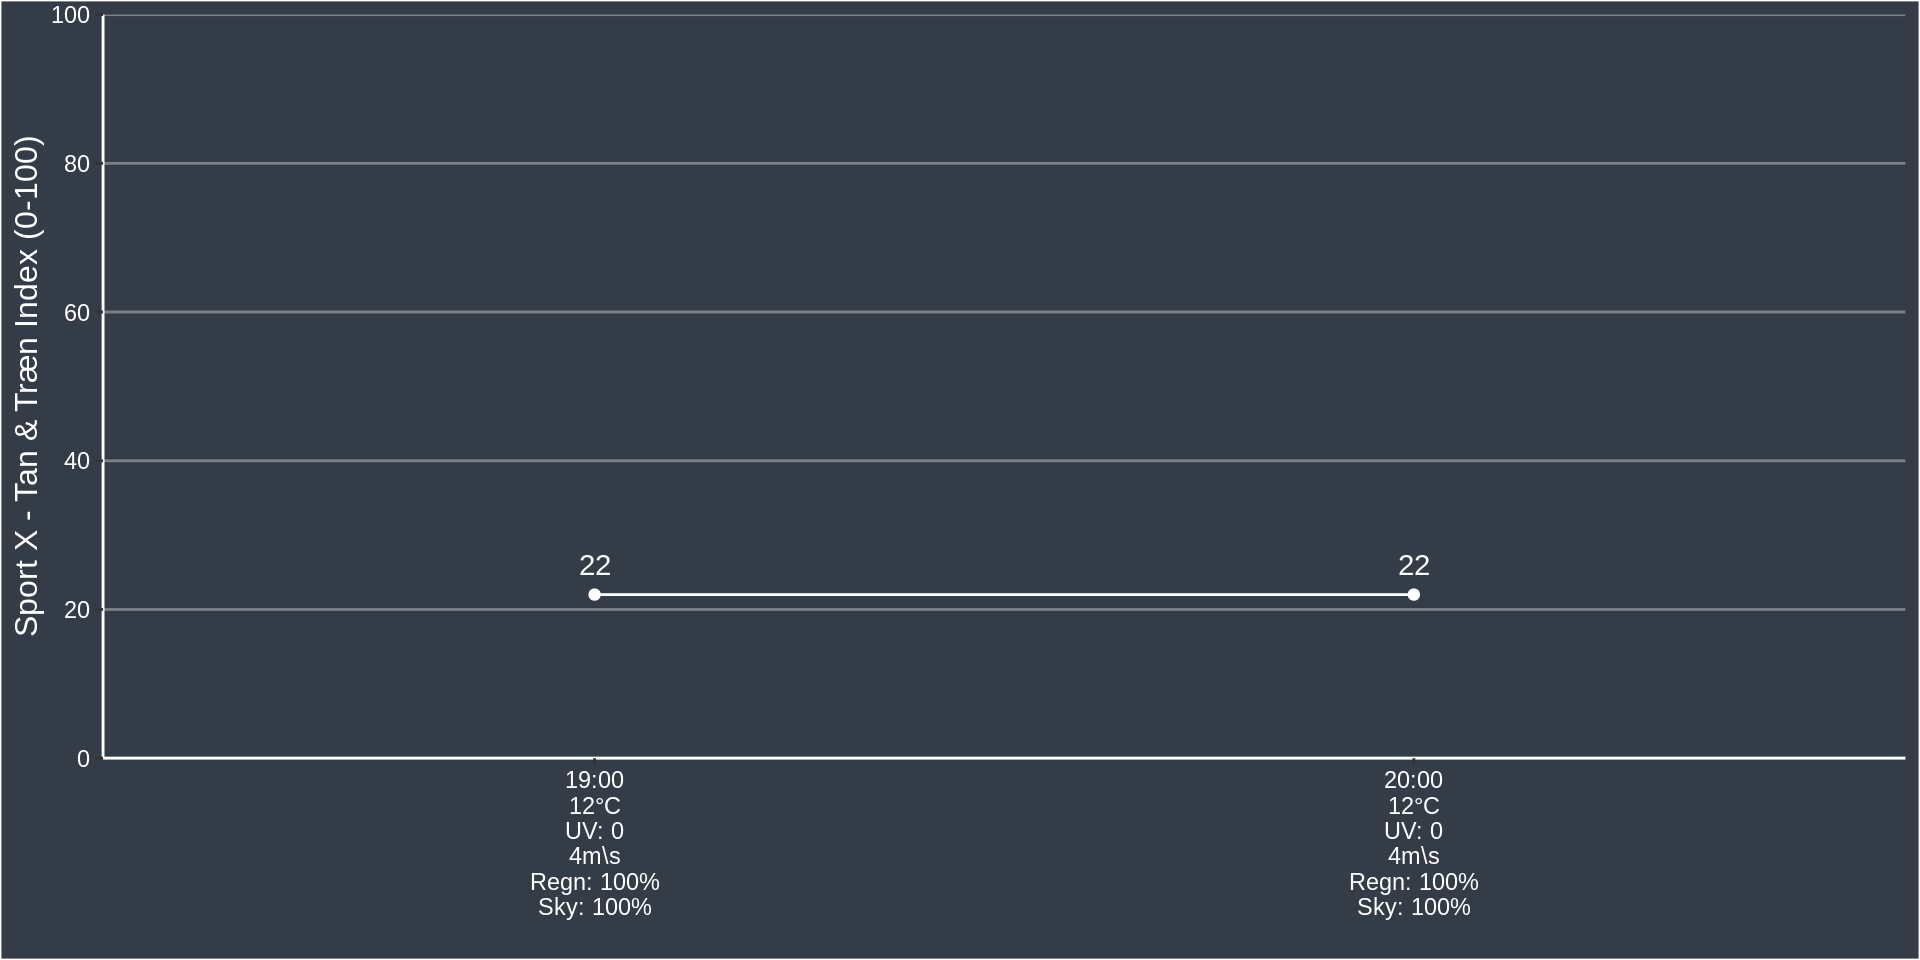 Sport X - Tan & Træn Index (0-100)
100
80
60
40
20
0
22
22
19:00
12°C
UV: 0
4m\s
Regn: 100%
Sky: 100%
20:00
12°C
UV: 0
4m\s
Regn: 100%
Sky: 100%